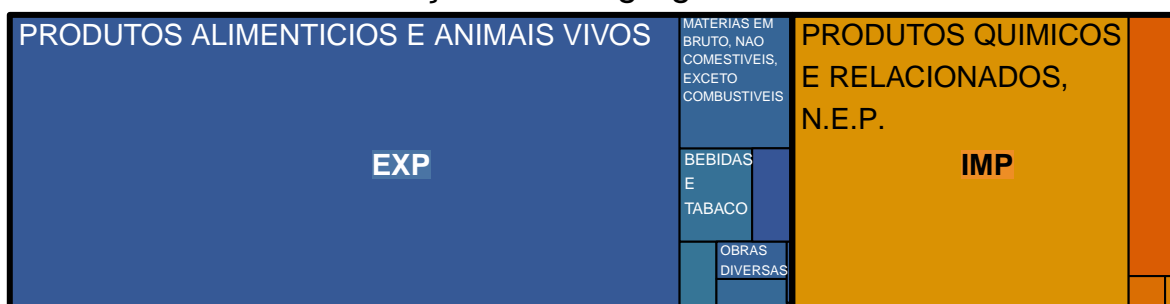 PRODUTOS ALIMENTICIOS E ANIMAIS VIVOS
EXP
MATERIAS EM
BRUTO, NAO
COMESTIVEIS,
EXCETO
COMBUSTIVEIS
BEBIDAS
E
TABACO
OBRAS
DIVERSAS
PRODUTOS QUIMICOS
E RELACIONADOS,
N.E.P.
IMP